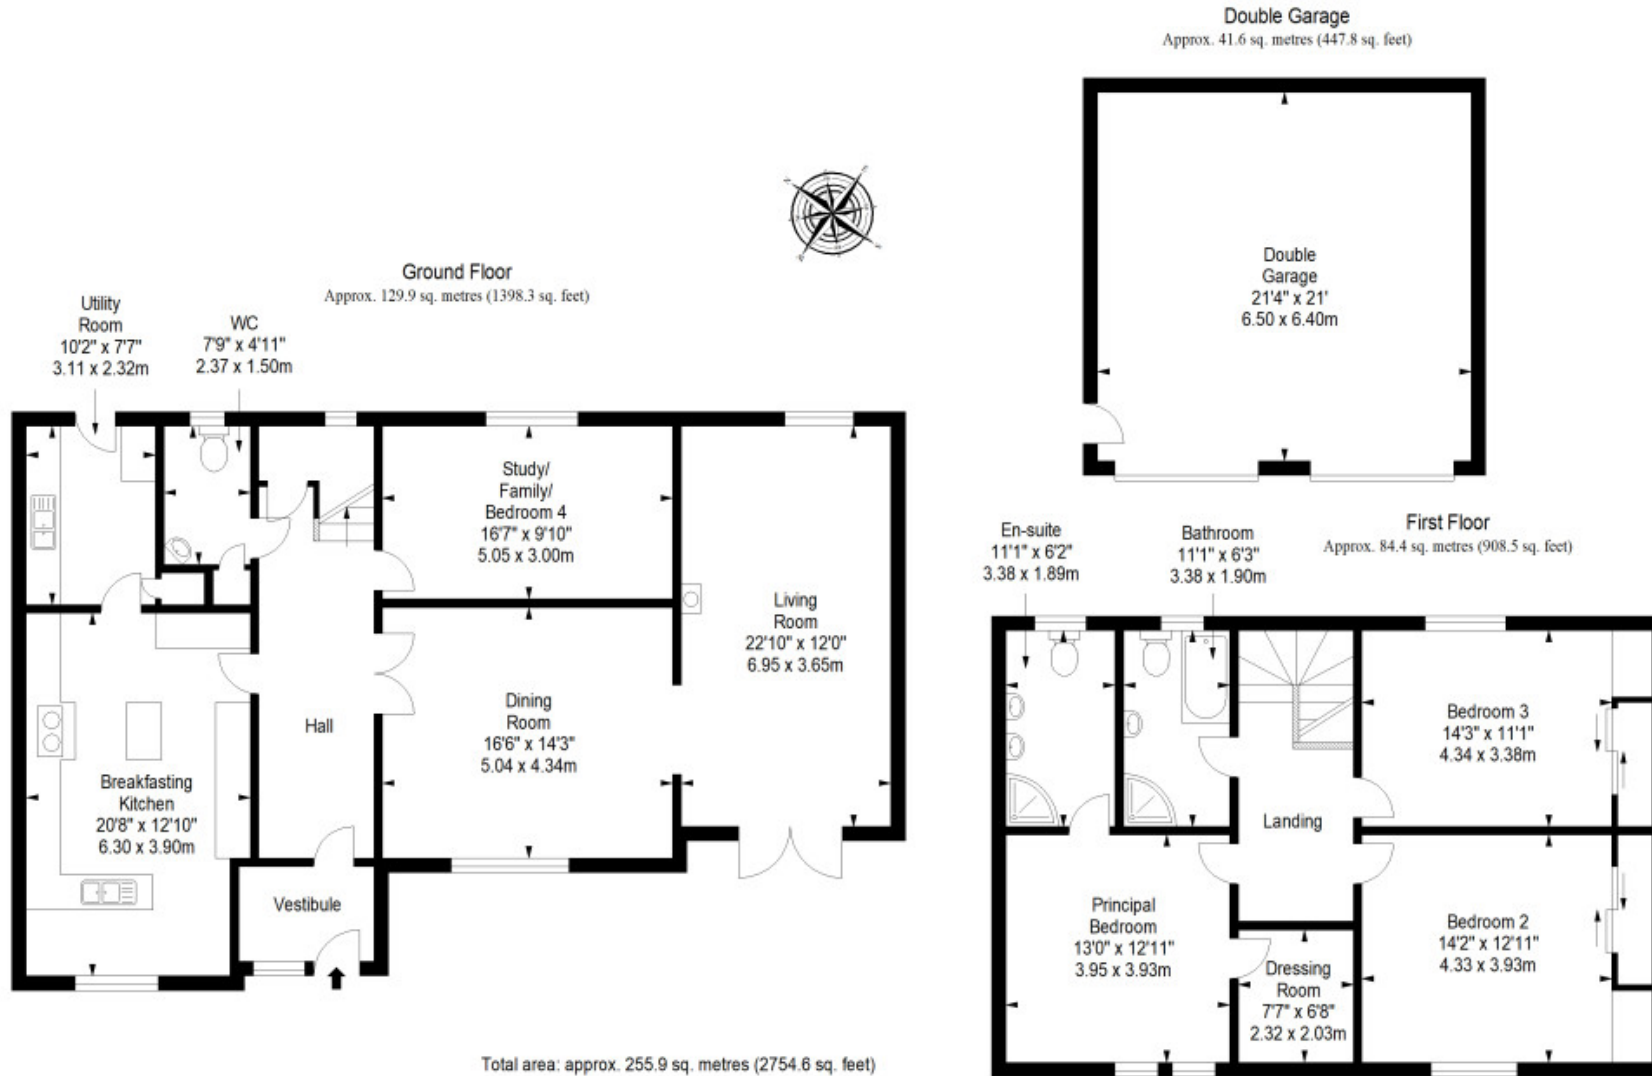 Double Garage
Approx. 41.6 sq. metres (447.8 sq. feet)
Double
Garage
21'4" x 21'
6.50 x 6.40m
Ground Floor
Approx. 129.9 sq. metres (1398.3 sq. feet)
Utility
Room
10'2" x 7'7"
3.11 x 2.32m
WC
7'9" x 4'11"
2.37 x 1.50m
Study/
Family/
Bedroom 4
16'7" x 9'10"
5.05 x 3.00m
Living
Room
22'10" x 12'0"
6.95 x 3.65m
Dining
Room
16'6" x 14'3"
5.04 x 4.34m
Hall
Breakfasting
Kitchen
20'8" x 12'10"
6.30 x 3.90m
Vestibule
First Floor
Approx. 84.4 sq. metres (908.5 sq. feet)
En-suite
11'1" x 6'2"
3.38 x 1.89m
Bathroom
11'1" x 6'3"
3.38 x 1.90m
Bedroom 3
14'3" x 11'1"
4.34 x 3.38m
Landing
Principal
Bedroom
13'0" x 12'11"
3.95 x 3.93m
Bedroom 2
14'2" x 12'11"
4.33 x 3.93m
Dressing
Room
7'7" x 6'8"
2.32 x 2.03m
Total area: approx. 255.9 sq. metres (2754.6 sq. feet)